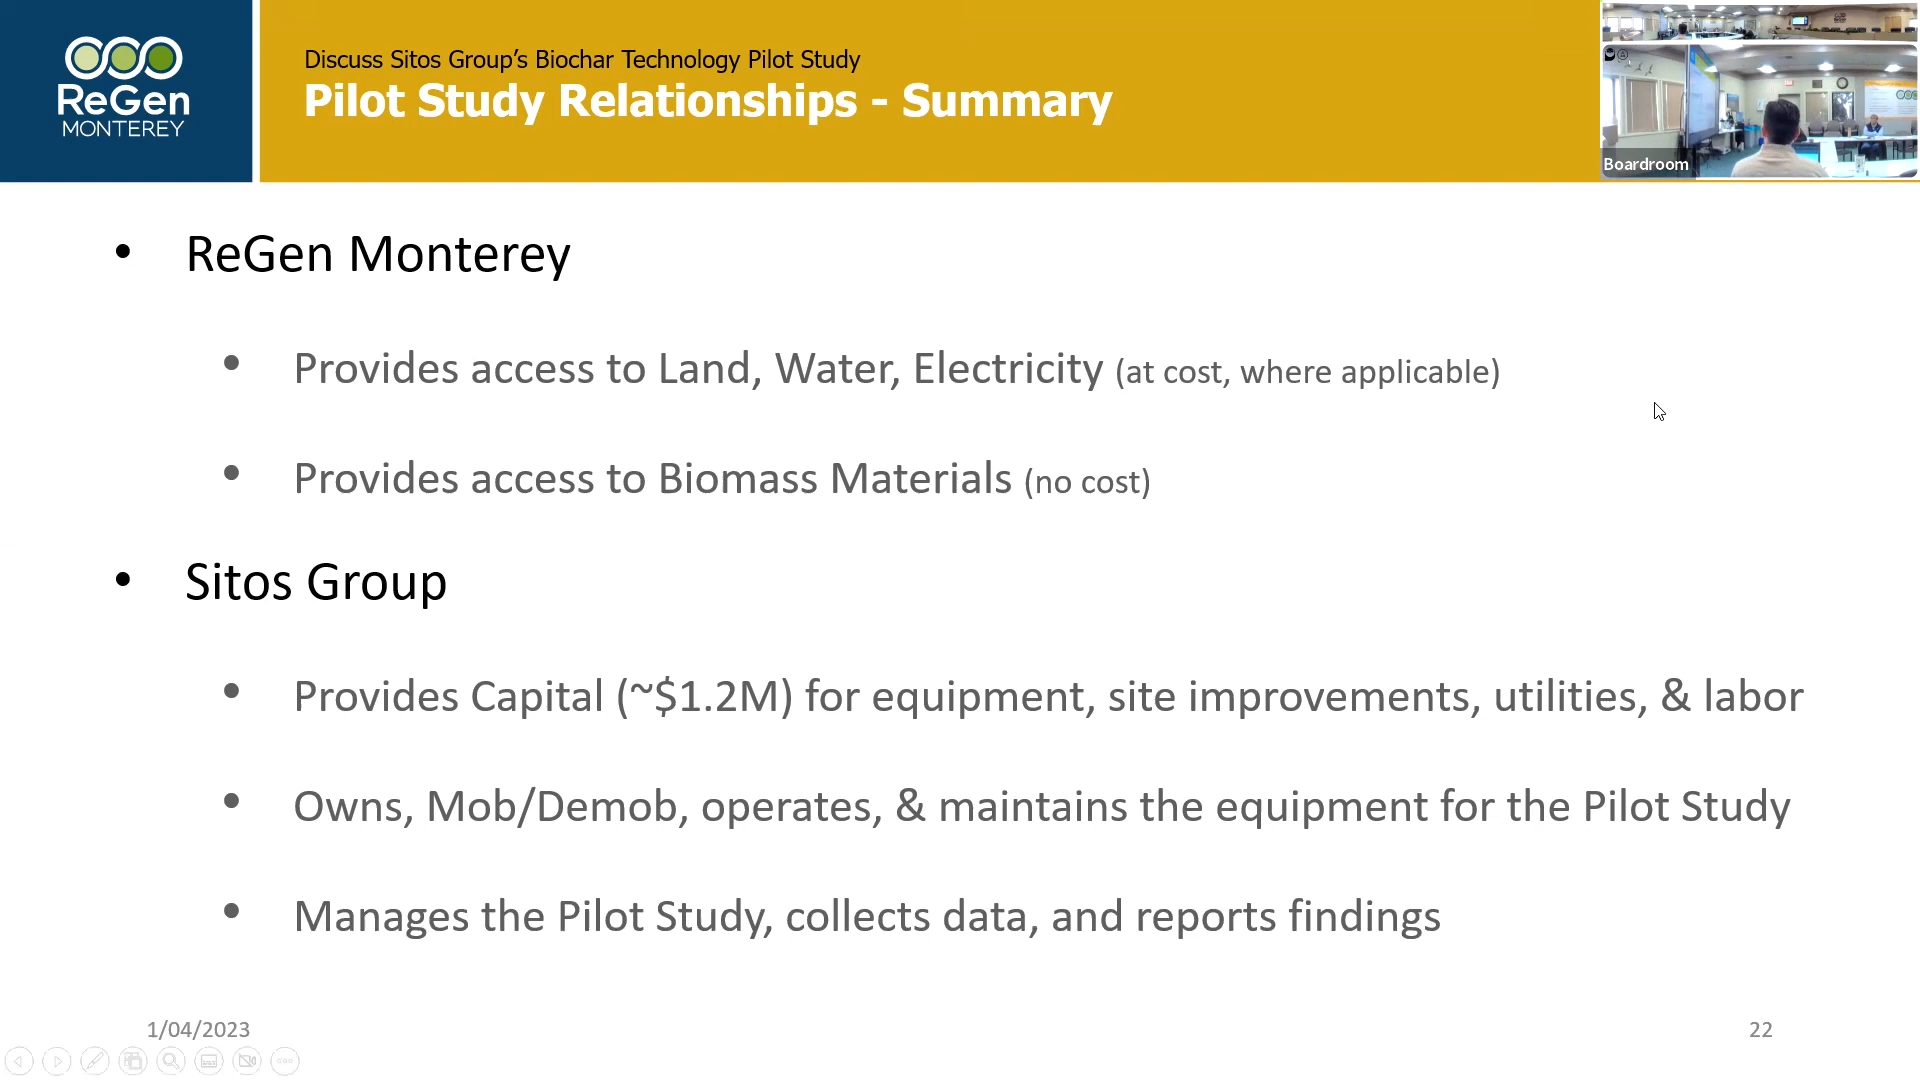 ReGen
MONTEREY
Discuss Sitos Group's Biochar Technology Pilot Study
Pilot Study Relationships - Summary
Boardroom
• ReGen Monterey
• Provides access to Land, Water, Electricity (at cost, where applicable)
• Provides access to Biomass Materials (no cost)
• Sitos Group
• Provides Capital (~$1.2M) for equipment, site improvements, utilities, & labor
• Owns, Mob/Demob, operates, & maintains the equipment for the Pilot Study
• Manages the Pilot Study, collects data, and reports findings
1/04/2023
22